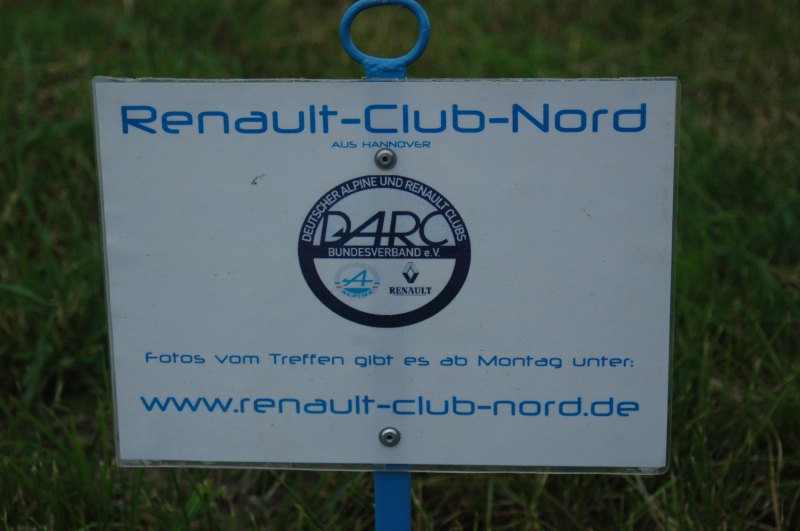 Renault-Club-Nord
AUS HANNOVER
DEUTSCHER ALPINE UND RENAULT CLUBS
DARC
BUNDESVERBAND e.V.
A
RENAULT
Fotos vom Treffen gibt es ab Montag unter:
www.renault-club-nord.de